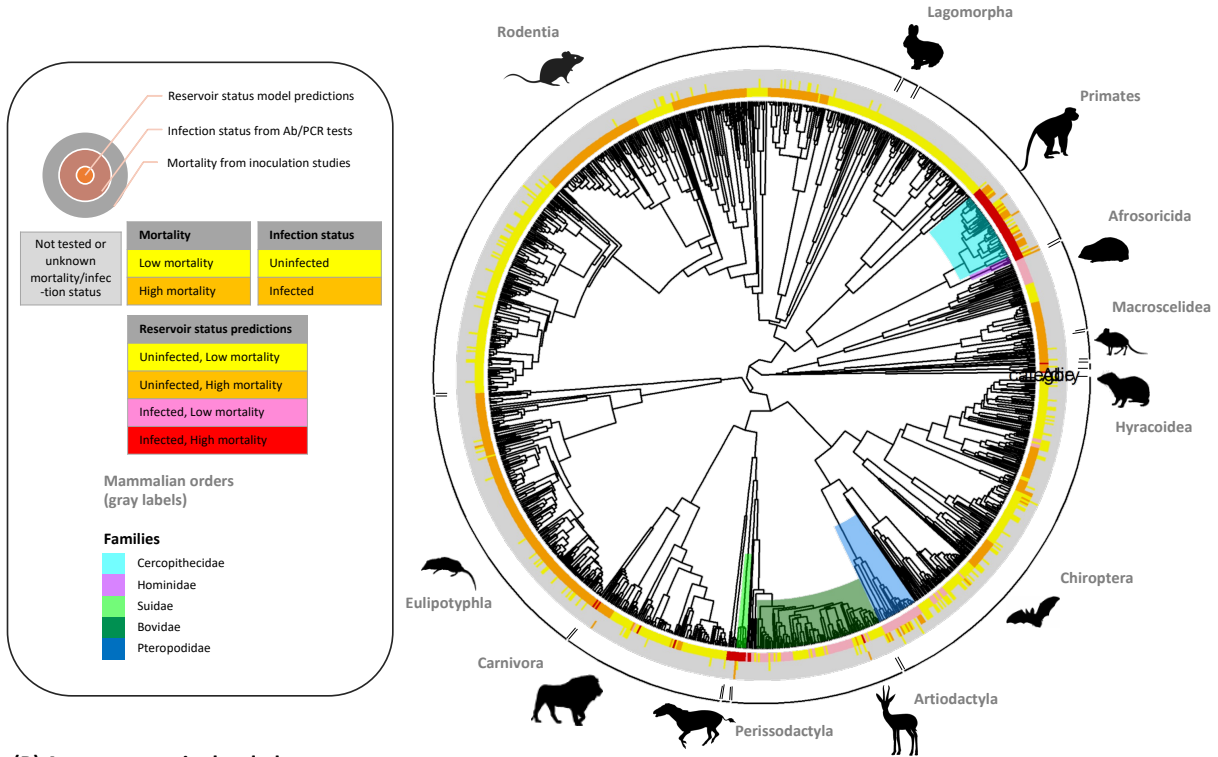 Lagomorpha
Rodentia
Primates
Reservoir status model predictions
Infection status from Ab/PCR tests
Mortality from inoculation studies
Afrosoricida
Not tested or
unknown
mortality/infec
-tion status
Mortality
Low mortality
High mortality
Infection status
Uninfected
Infected
Macroscelidea
Reservoir status predictions
Uninfected, Low mortality
Uninfected, High mortality
Infected, Low mortality
Infected, High mortality
Hyracoidea
Mammalian orders
(gray labels)
Families
Cercopithecidae
Hominidae
Suidae
Bovidae
Pteropodidae
Chiroptera
Eulipotyphla
Carnivora
Artiodactyla
Perissodactyla